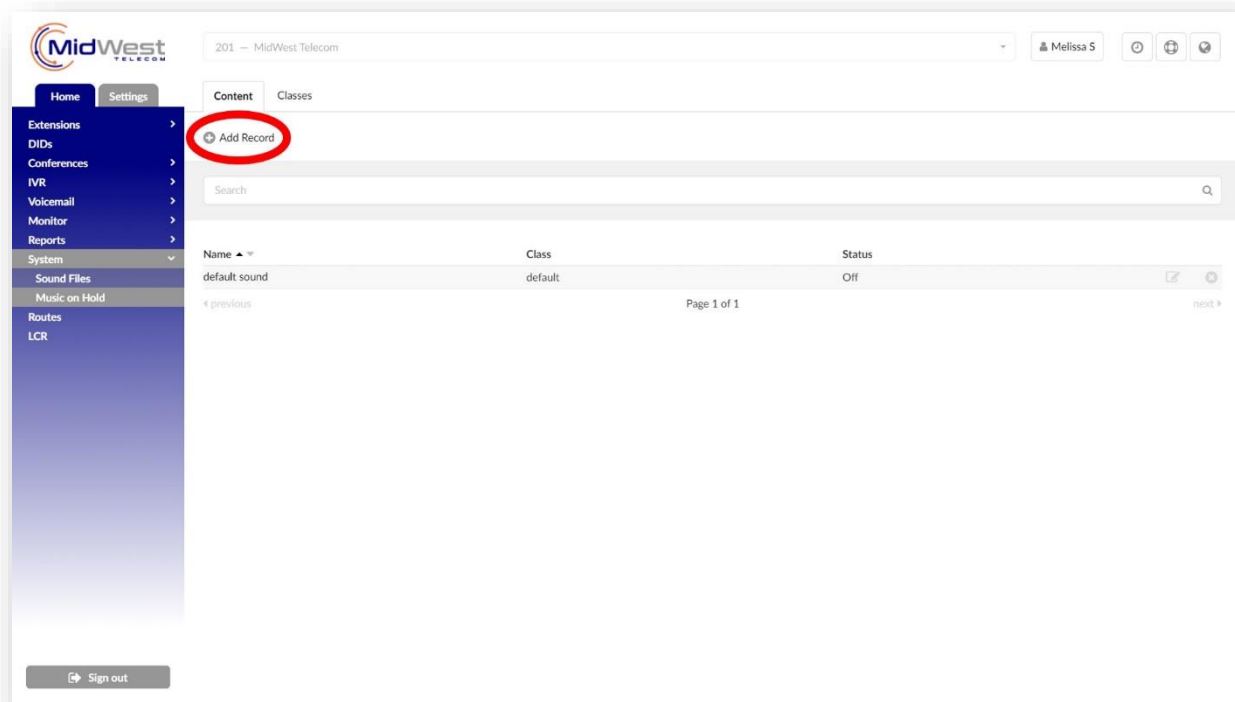 MidWest
TELECOM
201 — MidWest Telecom
Melissa S
Home Settings
Content Classes
Extensions
DIDs
Conferences
IVR
Voicemail
Monitor
Reports
System
Sound Files
Music on Hold
Routes
LCR
Add Record
Search
Name Class Status
default sound default Off
previous Page 1 of 1 next
Sign out